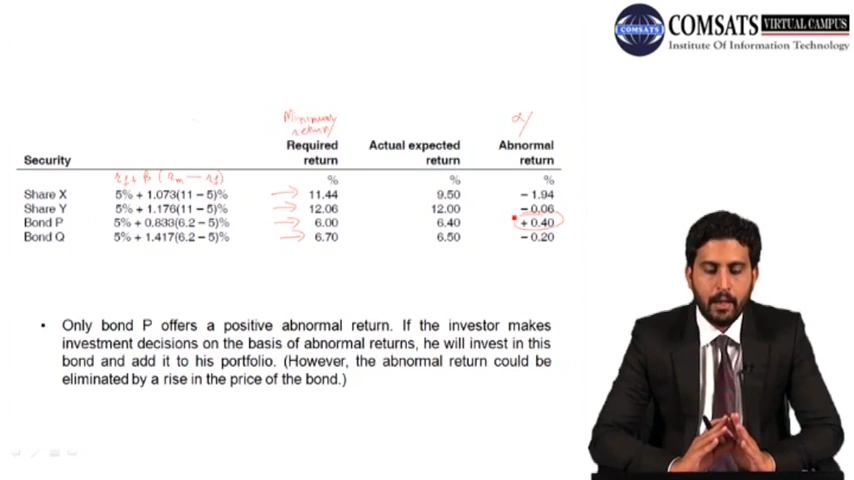 COMSATS
COMSATS VIRTUAL CAMPUS
Institute Of Information Technology
Minimum
return/
α/
Required Actual expected Abnormal
Security return return return
rf + β (rm − rf)
% % %
Share X 5% + 1.073(11 – 5)% 11.44 9.50 – 1.94
Share Y 5% + 1.176(11 – 5)% 12.06 12.00 – 0.06
Bond P 5% + 0.833(6.2 – 5)% 6.00 6.40 + 0.40
Bond Q 5% + 1.417(6.2 – 5)% 6.70 6.50 – 0.20
• Only bond P offers a positive abnormal return. If the investor makes
investment decisions on the basis of abnormal returns, he will invest in this
bond and add it to his portfolio. (However, the abnormal return could be
eliminated by a rise in the price of the bond.)